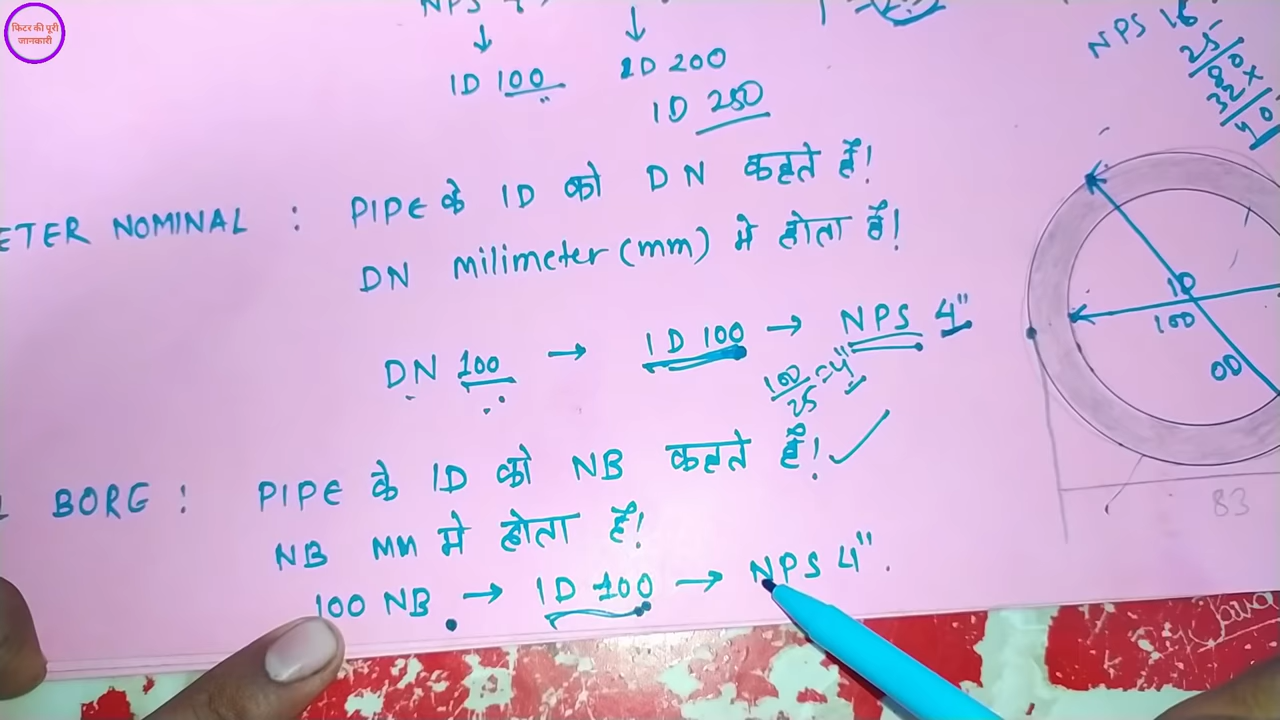 फिटर की पूरी
जानकारी
NPS
ID 100
ID 200
ID 250
NPS 16
ETER NOMINAL : PIPE के ID को DN कहते हैं!
DN milimeter (mm) मे होता हैं!
DN 100 → ID 100 → NPS 4"
100/25 = 4"
ID
100
OD
L BORG : PIPE के ID को NB कहते हैं!
NB MM मे होता हैं!
100 NB → ID 100 → NPS 4".
83